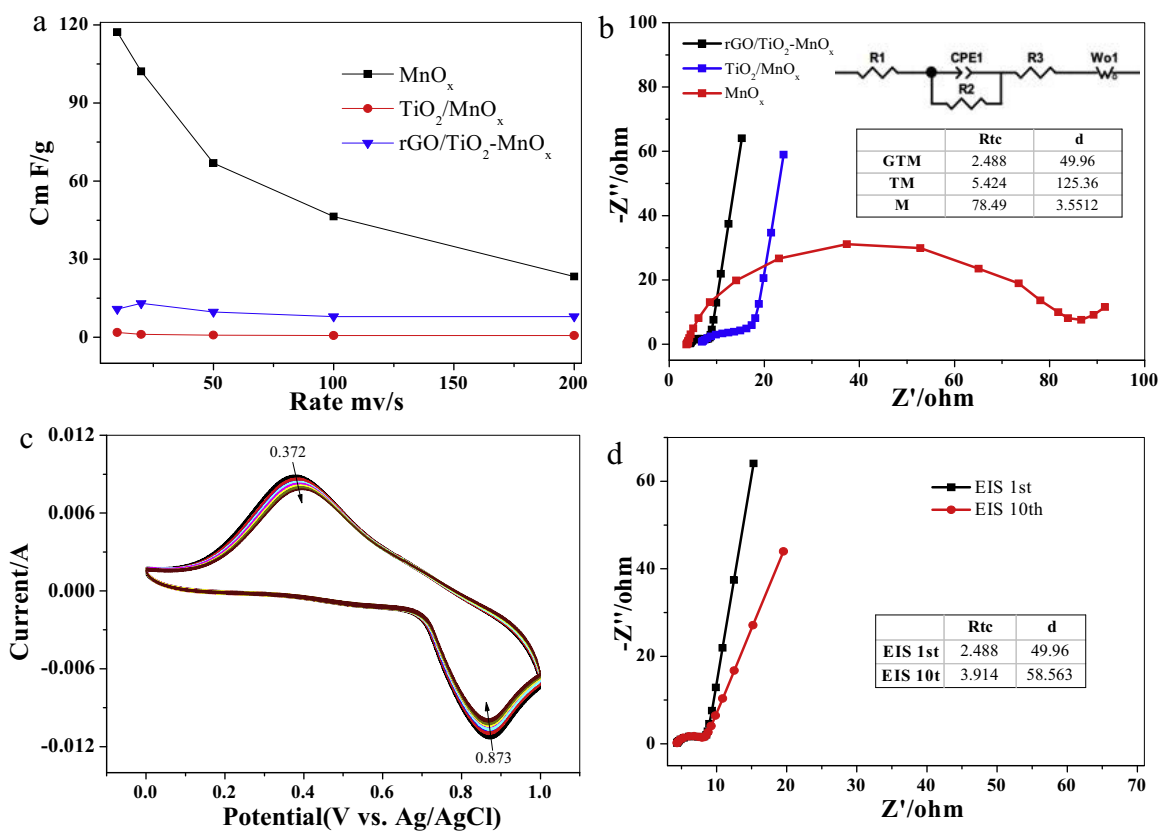 a
120
90
60
30
0
Cm F/g
MnOx
TiO2/MnOx
rGO/TiO2-MnOx
50
100
150
200
Rate mv/s
b
100
80
60
40
20
0
-Z''/ohm
rGO/TiO2-MnOx
TiO2/MnOx
MnOx
R1 CPE1 R3 Wo1
R2
Rtc d
GTM 2.488 49.96
TM 5.424 125.36
M 78.49 3.5512
0 20 40 60 80 100
Z'/ohm
c
0.012
0.006
0.000
-0.006
-0.012
Current/A
0.372
0.873
0.0 0.2 0.4 0.6 0.8 1.0
Potential(V vs. Ag/AgCl)
d
60
40
20
0
-Z''/ohm
EIS 1st
EIS 10th
Rtc d
EIS 1st 2.488 49.96
EIS 10t 3.914 58.563
10 20 30 40 50 60 70
Z'/ohm